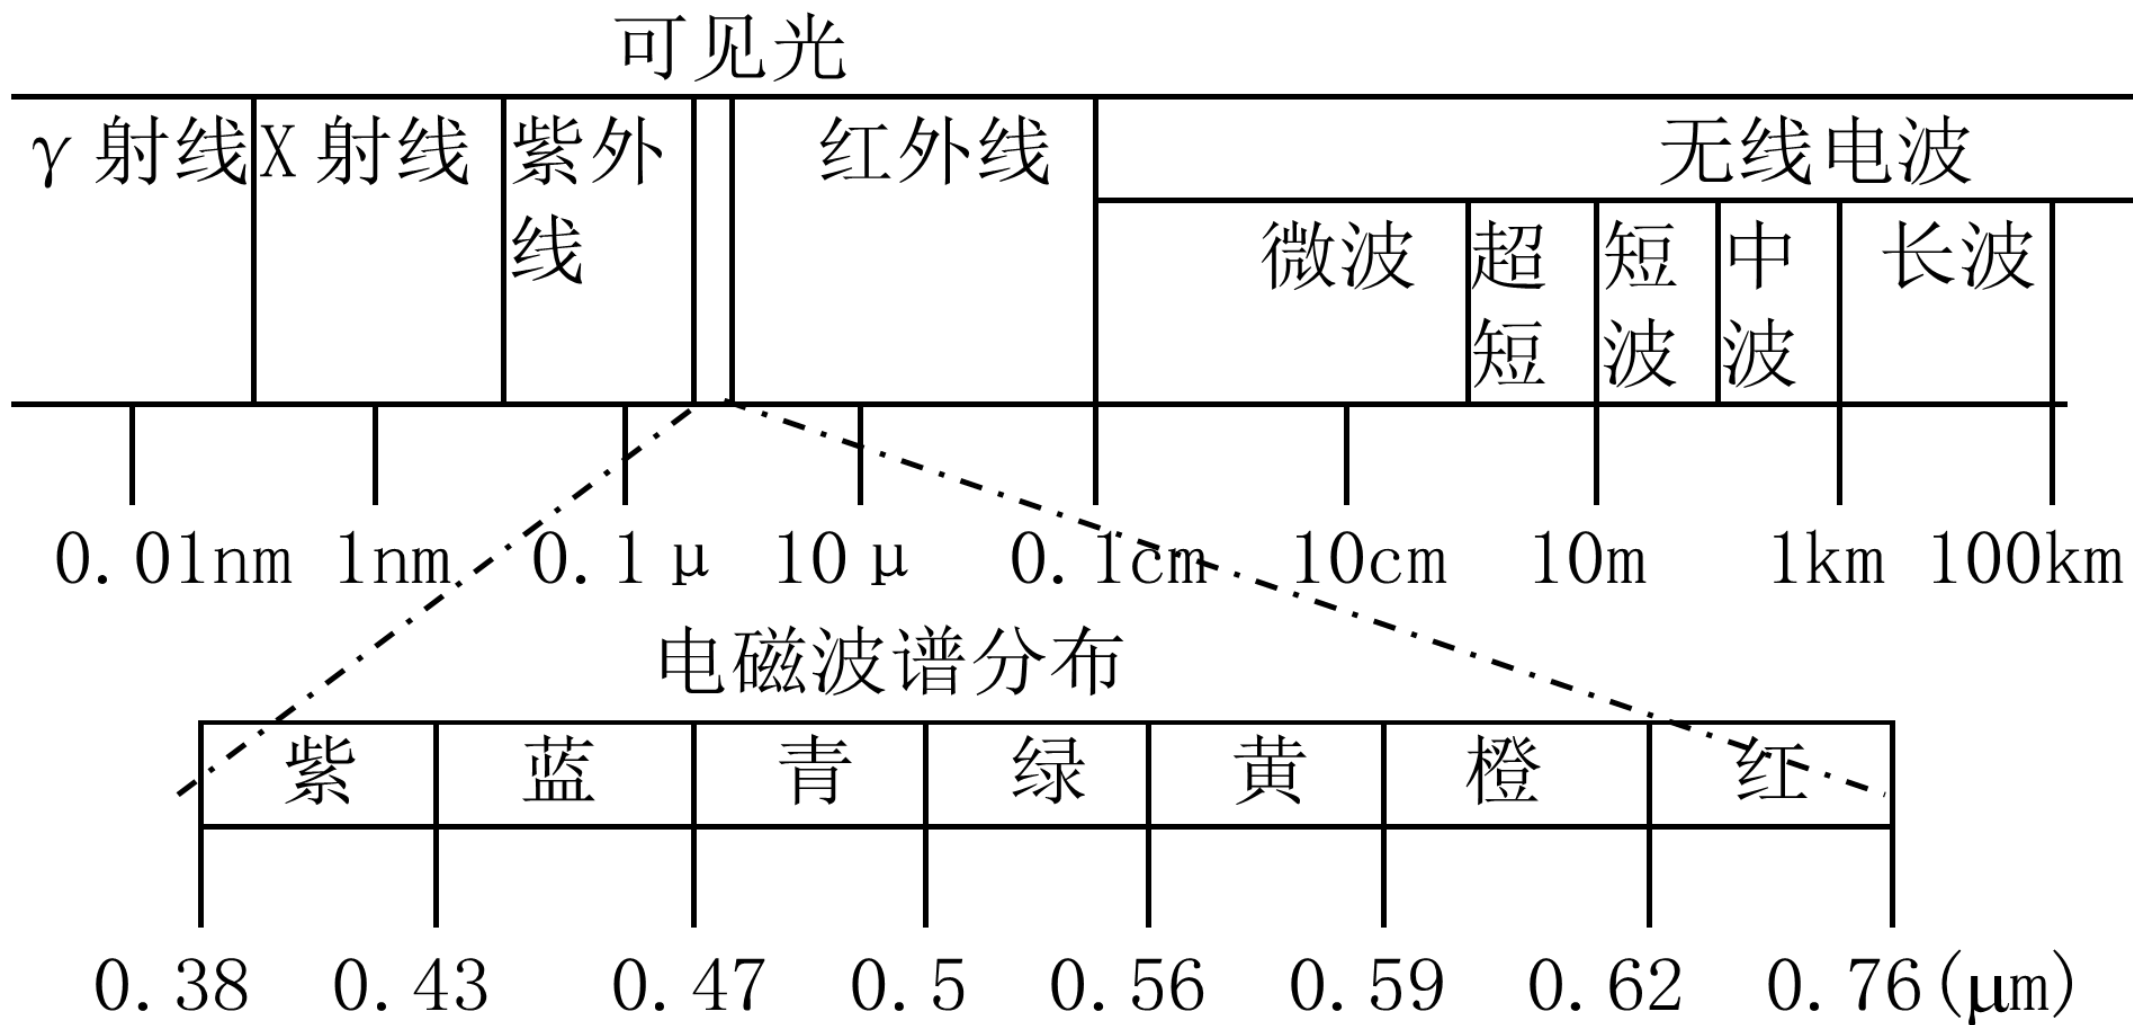 可见光
γ射线 X射线 紫外线 红外线 无线电波
微波 超短 短波 中波 长波
0.01nm 1nm 0.1μ 10μ 0.1cm 10cm 10m 1km 100km
电磁波谱分布
紫 蓝 青 绿 黄 橙 红
0.38 0.43 0.47 0.5 0.56 0.59 0.62 0.76(μm)